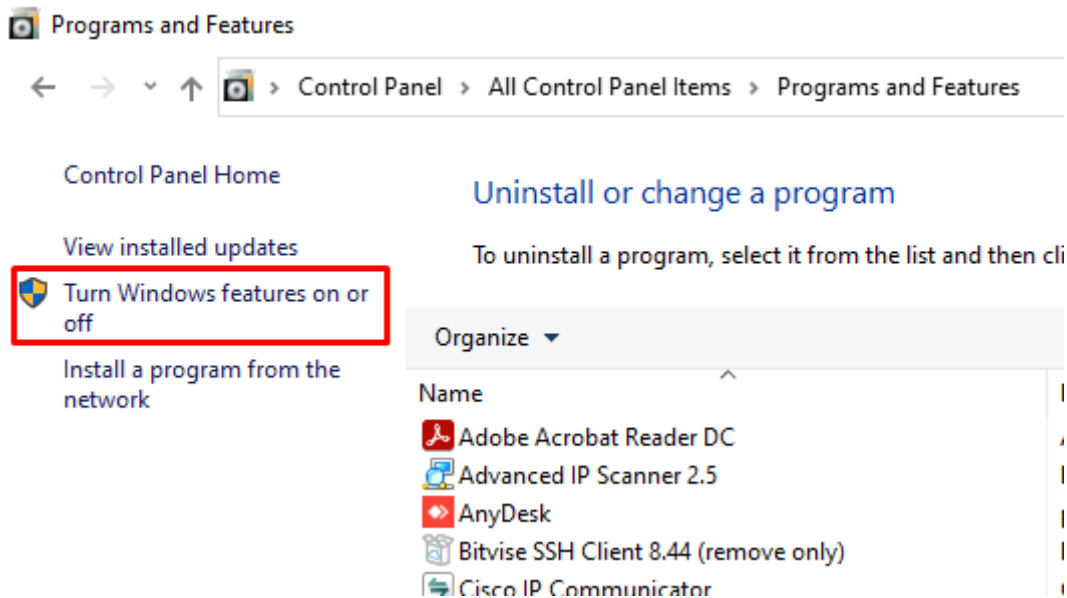 Programs and Features
Control Panel > All Control Panel Items > Programs and Features
Control Panel Home
View installed updates
Turn Windows features on or
off
Install a program from the
network
Uninstall or change a program
To uninstall a program, select it from the list and then
Organize
Name
Adobe Acrobat Reader DC
Advanced IP Scanner 2.5
AnyDesk
Bitvise SSH Client 8.44 (remove only)
Cisco IP Communicator